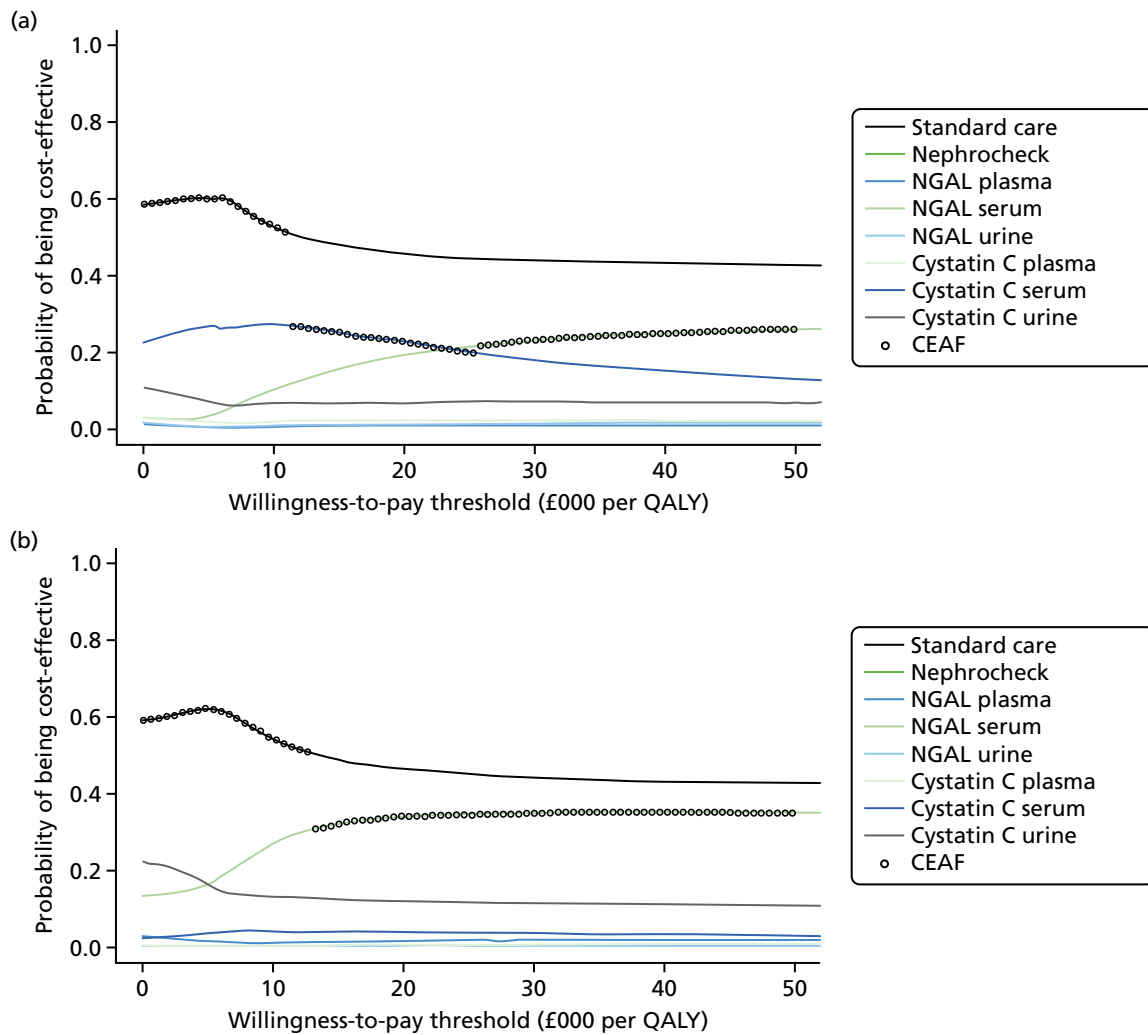 (a)
1.0
0.8
0.6
0.4
0.2
0.0
Probability of being cost-effective
0 10 20 30 40 50
Willingness-to-pay threshold (£000 per QALY)
Standard care
Nephrocheck
NGAL plasma
NGAL serum
NGAL urine
Cystatin C plasma
Cystatin C serum
Cystatin C urine
CEAF
(b)
1.0
0.8
0.6
0.4
0.2
0.0
Probability of being cost-effective
0 10 20 30 40 50
Willingness-to-pay threshold (£000 per QALY)
Standard care
Nephrocheck
NGAL plasma
NGAL serum
NGAL urine
Cystatin C plasma
Cystatin C serum
Cystatin C urine
CEAF